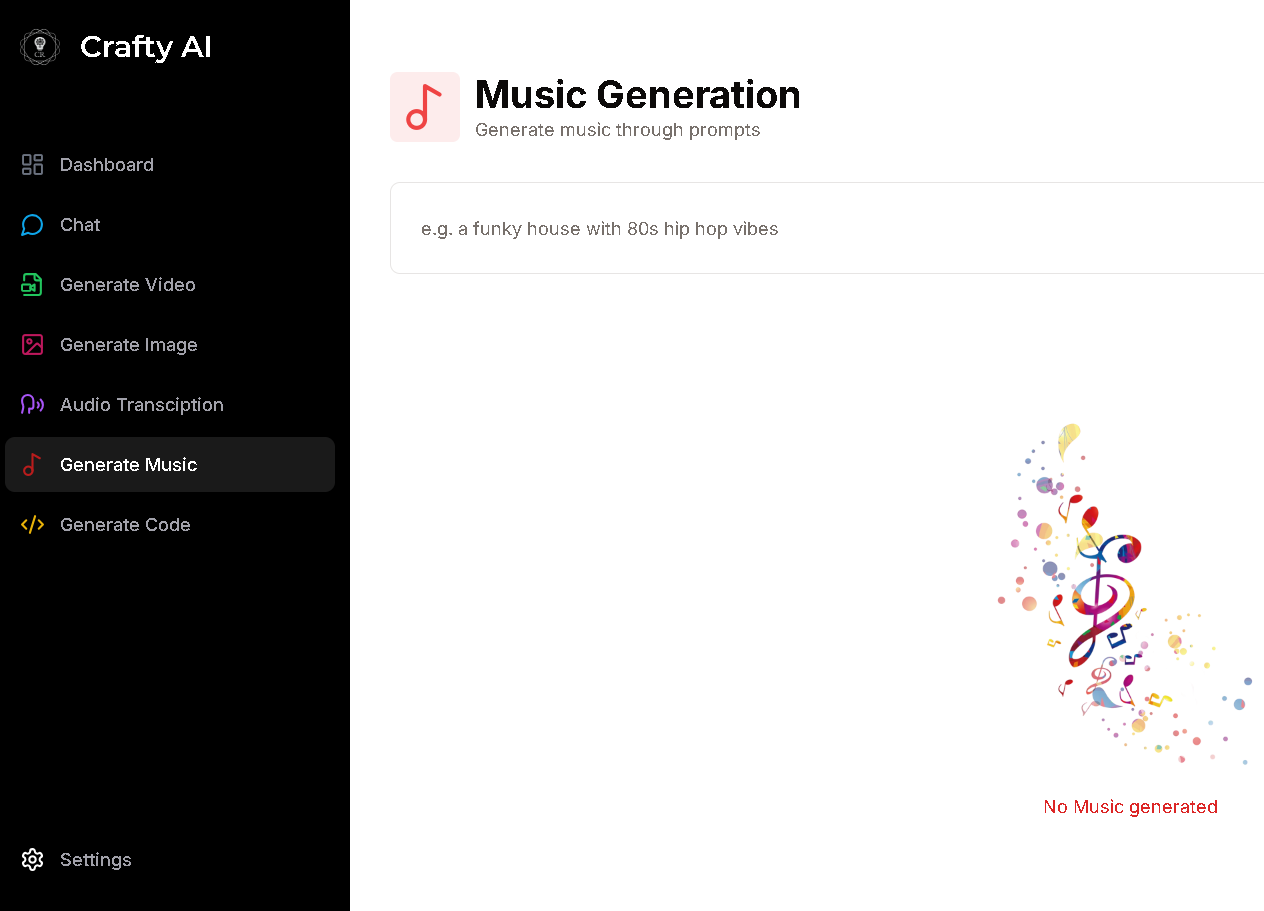 CR
Crafty AI
Dashboard
Chat
Generate Video
Generate Image
Audio Transciption
Generate Music
Generate Code
Settings
Music Generation
Generate music through prompts
e.g. a funky house with 80s hip hop vibes
No Music generated